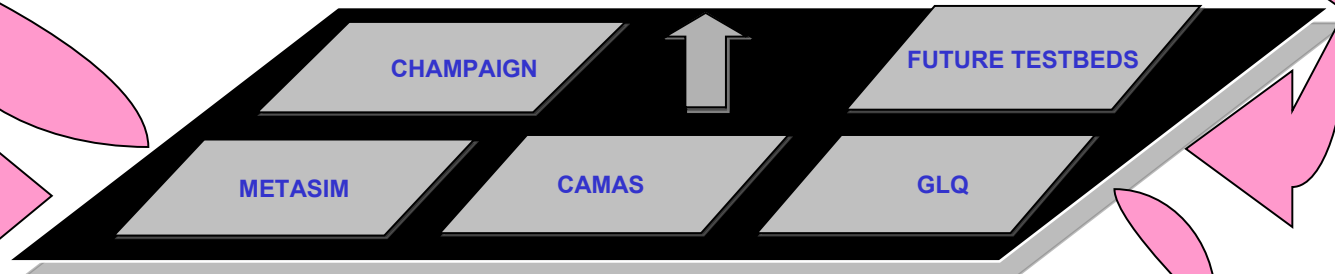 CHAMPAIGN
FUTURE TESTBEDS
METASIM
CAMAS
GLQ